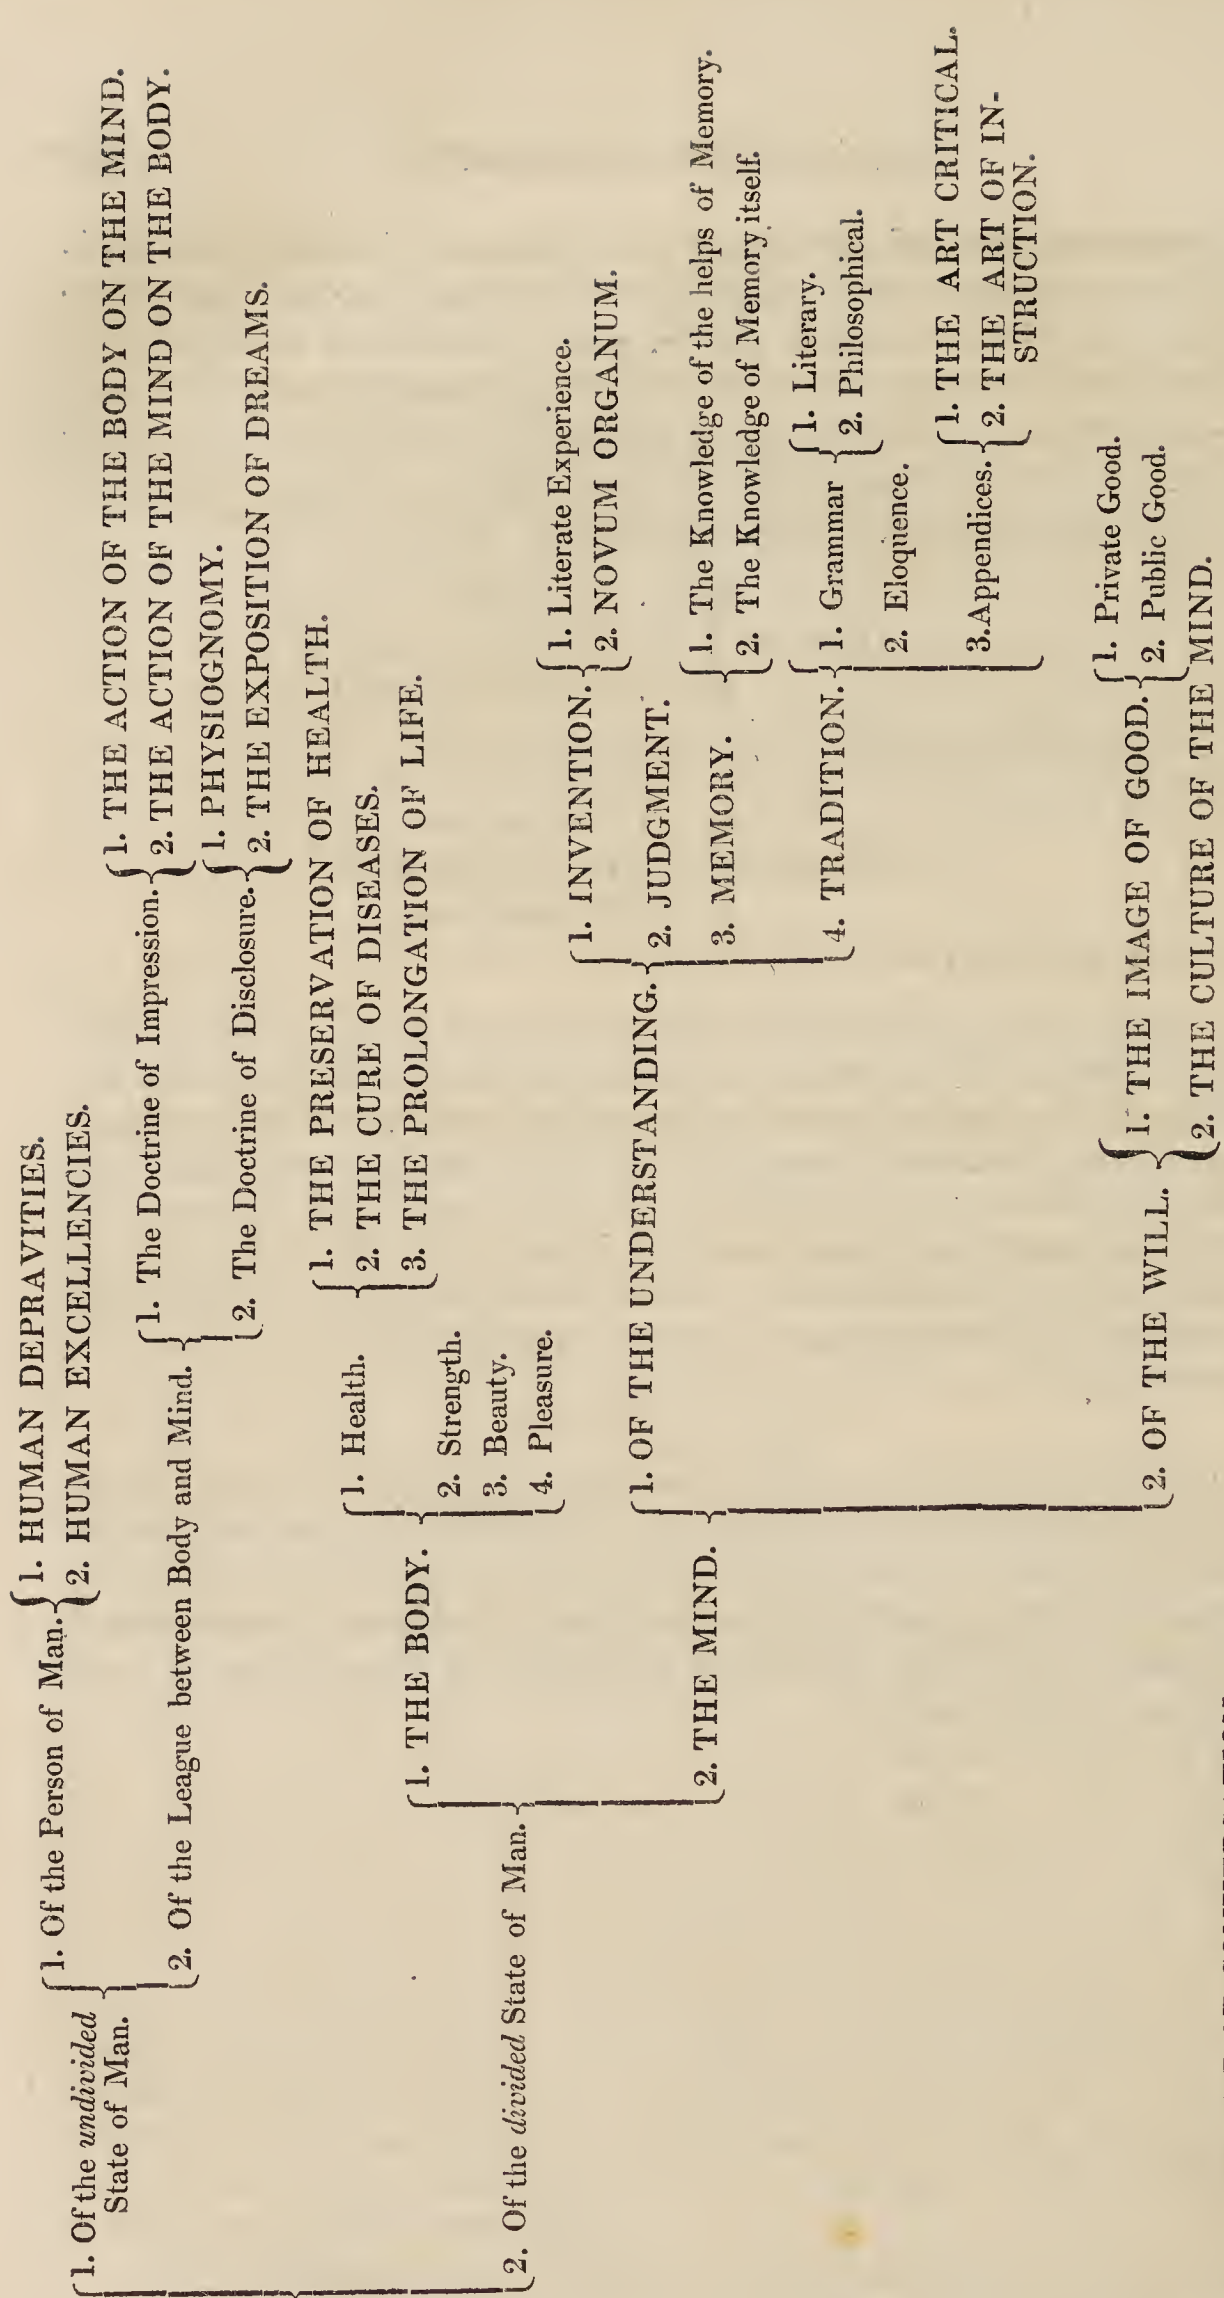 1. Of the undivided
State of Man.
1. Of the Person of Man.
1. HUMAN DEPRAVITIES.
2. HUMAN EXCELLENCIES.
2. Of the League between Body and Mind.
1. The Doctrine of Impression.
1. THE ACTION OF THE BODY ON THE MIND.
2. THE ACTION OF THE MIND ON THE BODY.
2. The Doctrine of Disclosure.
1. PHYSIOGNOMY.
2. THE EXPOSITION OF DREAMS.
2. Of the divided State of Man.
1. THE BODY.
1. Health.
1. THE PRESERVATION OF HEALTH.
2. THE CURE OF DISEASES.
3. THE PROLONGATION OF LIFE.
2. Strength.
3. Beauty.
4. Pleasure.
2. THE MIND.
1. OF THE UNDERSTANDING.
1. INVENTION.
1. Literate Experience.
2. NOVUM ORGANUM.
2. JUDGMENT.
3. MEMORY.
1. The Knowledge of the helps of Memory.
2. The Knowledge of Memory itself.
4. TRADITION.
1. Grammar
1. Literary.
2. Philosophical.
2. Eloquence.
3. Appendices.
1. THE ART CRITICAL.
2. THE ART OF IN-
STRUCTION.
2. OF THE WILL.
1. THE IMAGE OF GOOD.
1. Private Good.
2. Public Good.
2. THE CULTURE OF THE MIND.